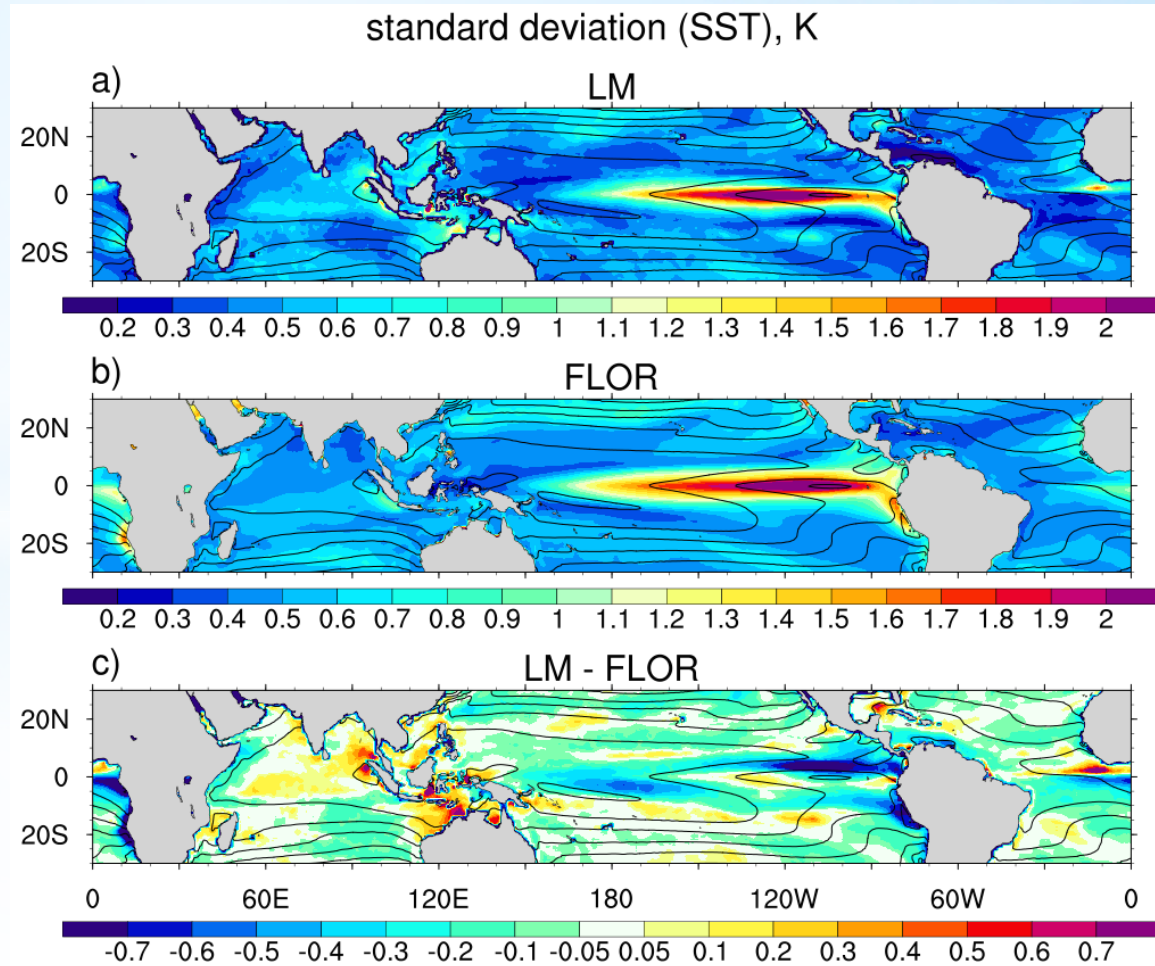 standard deviation (SST), K
a)
LM
20N
0
20S
0.2 0.3 0.4 0.5 0.6 0.7 0.8 0.9 1 1.1 1.2 1.3 1.4 1.5 1.6 1.7 1.8 1.9 2
b)
FLOR
20N
0
20S
0.2 0.3 0.4 0.5 0.6 0.7 0.8 0.9 1 1.1 1.2 1.3 1.4 1.5 1.6 1.7 1.8 1.9 2
c)
LM - FLOR
20N
0
20S
0 60E 120E 180 120W 60W 0
-0.7 -0.6 -0.5 -0.4 -0.3 -0.2 -0.1 -0.05 0.05 0.1 0.2 0.3 0.4 0.5 0.6 0.7